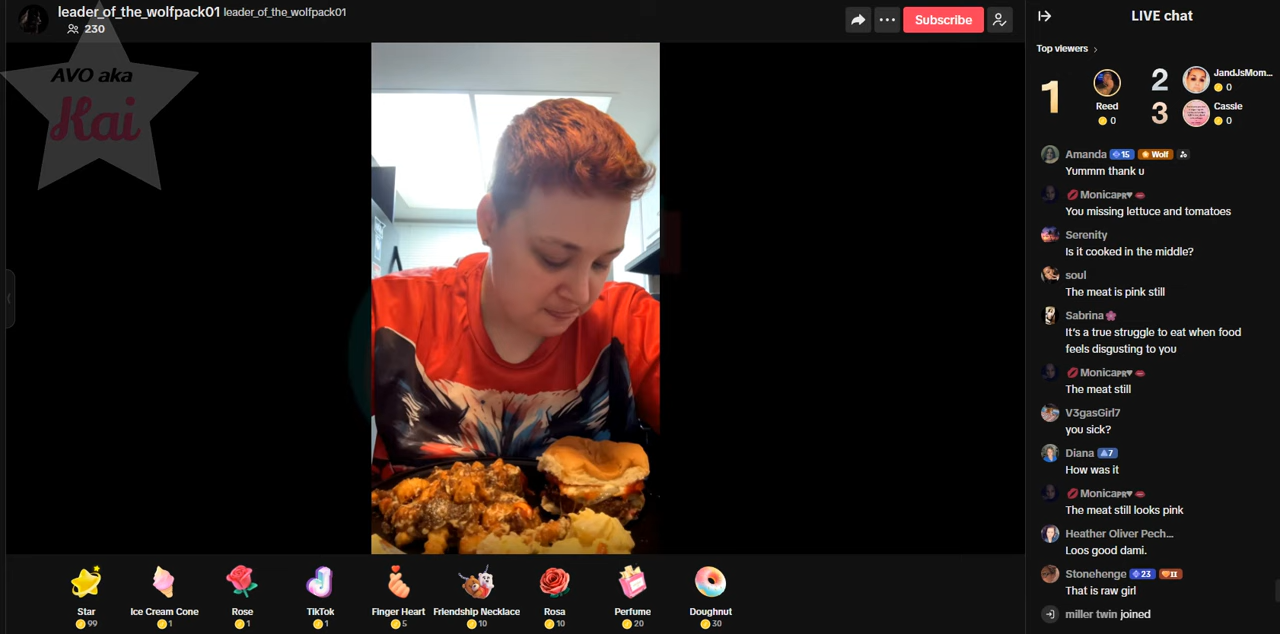 leader_of_the_wolfpack01 leader_of_the_wolfpack01
230
Subscribe
AVO aka
Kai
LIVE chat
Top viewers
1
Reed
0
2
JandJsMom...
0
3
Cassie
0
Amanda 15 Wolf
Yummm thank u
💋MonicaPR♥👄
You missing lettuce and tomatoes
Serenity
Is it cooked in the middle?
soul
The meat is pink still
Sabrina🌸
It's a true struggle to eat when food
feels disgusting to you
💋MonicaPR♥👄
The meat still
V3gasGirl7
you sick?
Diana 7
How was it
💋MonicaPR♥👄
The meat still looks pink
Heather Oliver Pech...
Loos good dami.
Stonehenge 23 II
That is raw girl
miller twin joined
Star
99
Ice Cream Cone
1
Rose
1
TikTok
1
Finger Heart
5
Friendship Necklace
10
Rosa
10
Perfume
20
Doughnut
30